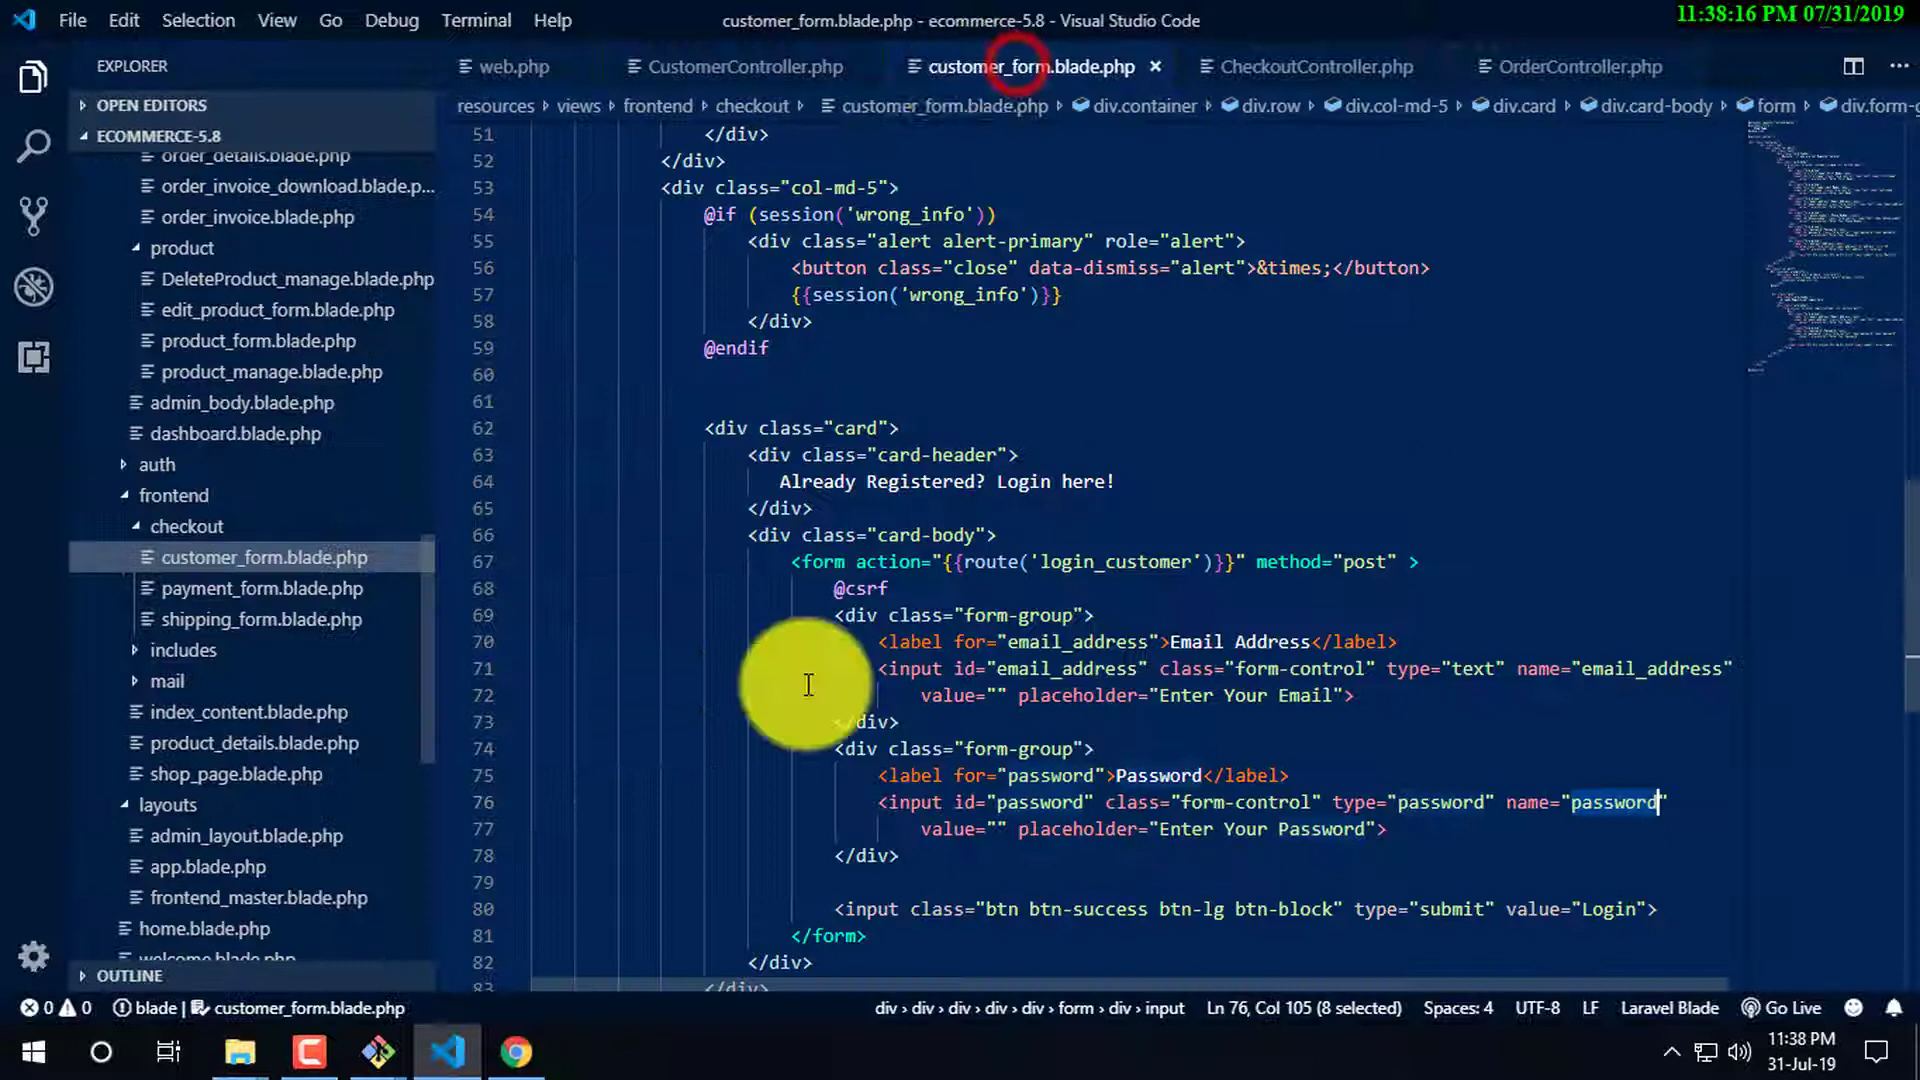 File Edit Selection View Go Debug Terminal Help
customer_form.blade.php - ecommerce-5.8 - Visual Studio Code
11:38:16 PM 07/31/2019
EXPLORER
web.php
CustomerController.php
customer_form.blade.php ×
CheckoutController.php
OrderController.php
resources › views › frontend › checkout › customer_form.blade.php › div.container › div.row › div.col-md-5 › div.card › div.card-body › form › div.form-g
OPEN EDITORS
ECOMMERCE-5.8
order_details.blade.php
order_invoice_download.blade.p...
order_invoice.blade.php
product
DeleteProduct_manage.blade.php
edit_product_form.blade.php
product_form.blade.php
product_manage.blade.php
admin_body.blade.php
dashboard.blade.php
auth
frontend
checkout
customer_form.blade.php
payment_form.blade.php
shipping_form.blade.php
includes
mail
index_content.blade.php
product_details.blade.php
shop_page.blade.php
layouts
admin_layout.blade.php
app.blade.php
frontend_master.blade.php
home.blade.php
welcome.blade.php
OUTLINE
51 </div>
52 </div>
53 <div class="col-md-5">
54 @if (session('wrong_info'))
55 <div class="alert alert-primary" role="alert">
56 <button class="close" data-dismiss="alert">&times;</button>
57 {{session('wrong_info')}}
58 </div>
59 @endif
60
61
62 <div class="card">
63 <div class="card-header">
64 Already Registered? Login here!
65 </div>
66 <div class="card-body">
67 <form action="{{route('login_customer')}}" method="post" >
68 @csrf
69 <div class="form-group">
70 <label for="email_address">Email Address</label>
71 <input id="email_address" class="form-control" type="text" name="email_address"
72 value="" placeholder="Enter Your Email">
73 </div>
74 <div class="form-group">
75 <label for="password">Password</label>
76 <input id="password" class="form-control" type="password" name="password"
77 value="" placeholder="Enter Your Password">
78 </div>
79
80 <input class="btn btn-success btn-lg btn-block" type="submit" value="Login">
81 </form>
82 </div>
83 </div>
0 0 blade | customer_form.blade.php
div › div › div › div › div › form › div › input Ln 76, Col 105 (8 selected) Spaces: 4 UTF-8 LF Laravel Blade Go Live
11:38 PM
31-Jul-19